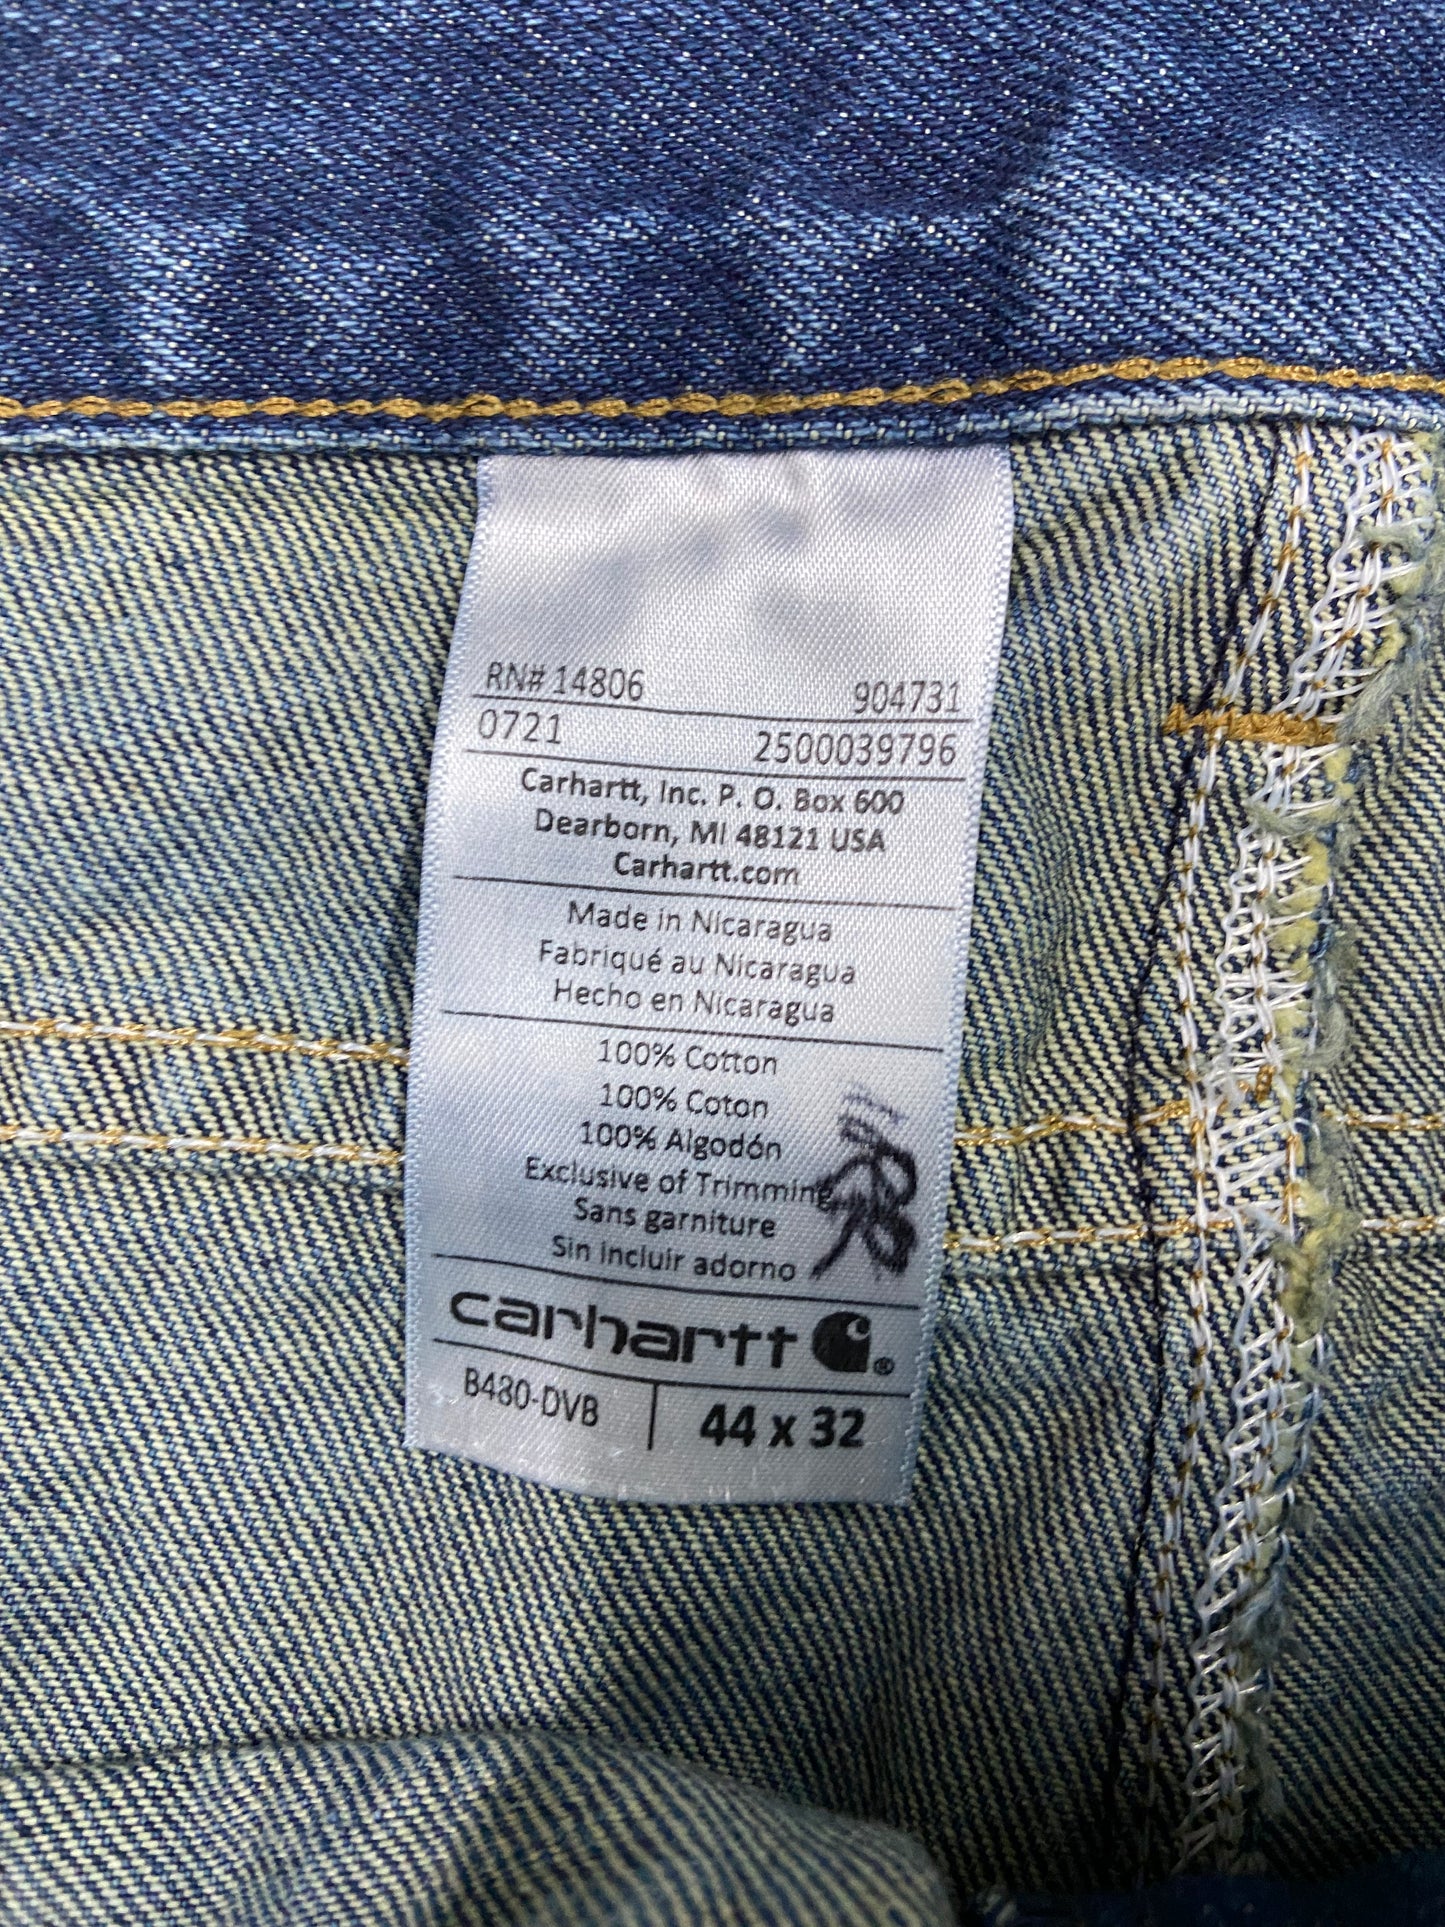 RN# 14806 904731
0721 2500039796
Carhartt, Inc. P. O. Box 600
Dearborn, MI 48121 USA
Carhartt.com
Made in Nicaragua
Fabriqué au Nicaragua
Hecho en Nicaragua
100% Cotton
100% Coton
100% Algodón
Exclusive of Trimming
Sans garniture
Sin incluir adorno
carhartt ®
B480-DVB 44 x 32